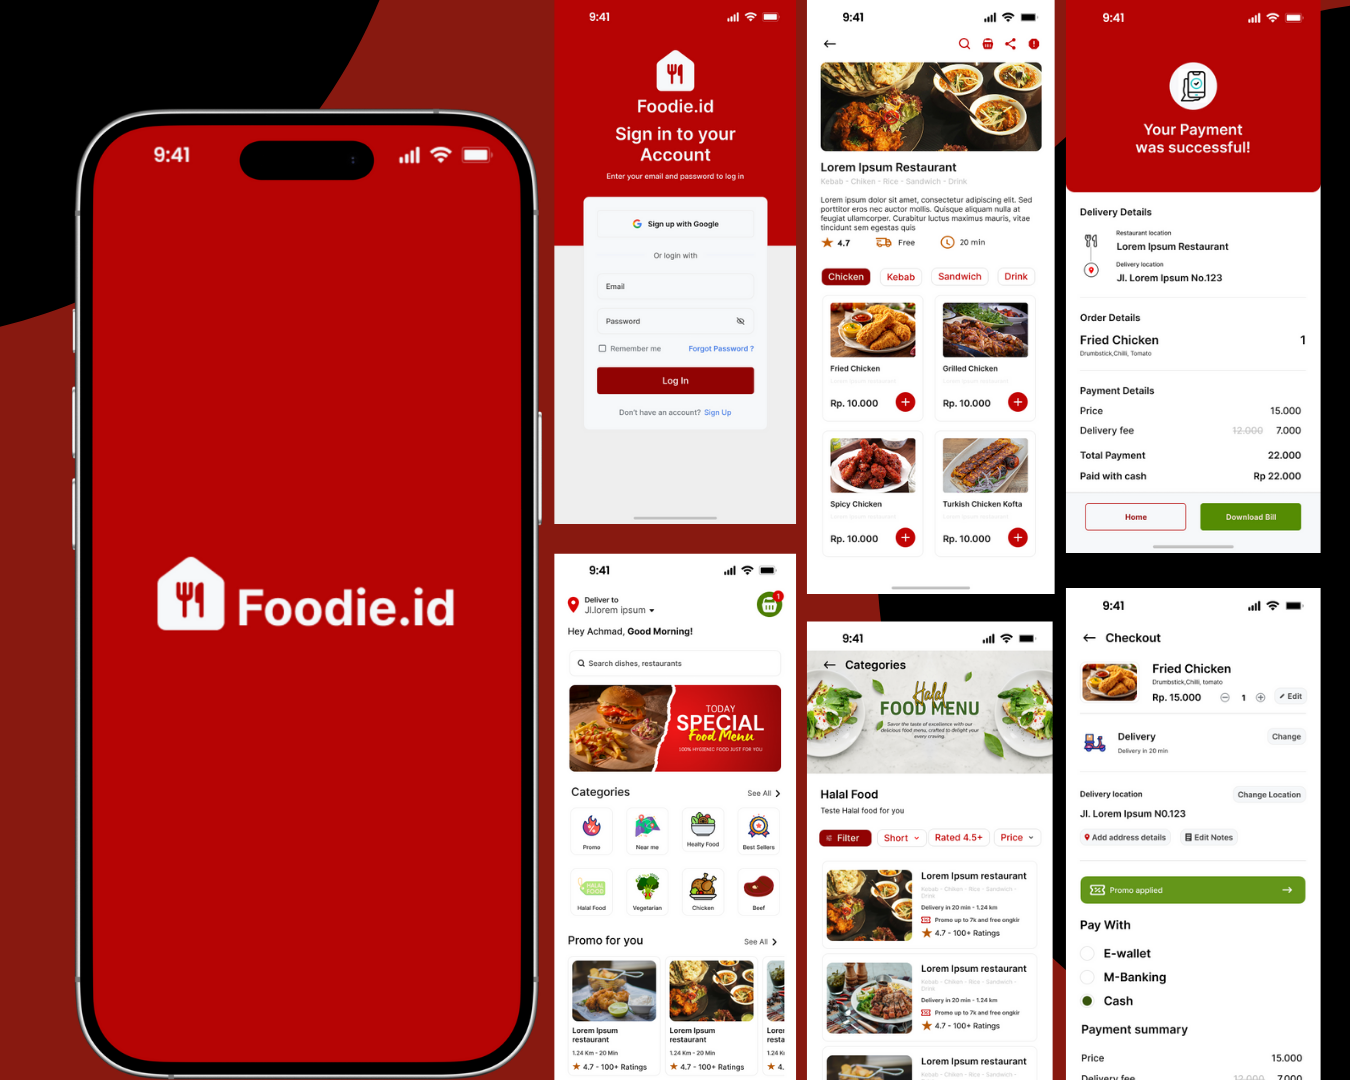 9:41
Foodie.id
9:41
Foodie.id
Sign in to your
Account
Enter your email and password to log in
Sign up with Google
Or login with
Email
Password
Remember me
Forgot Password ?
Log In
Don't have an account? Sign Up
9:41
Deliver to
Jl.lorem ipsum
1
Hey Achmad, Good Morning!
Search dishes, restaurants
TODAY
SPECIAL
Food Menu
100% HYGIENIC FOOD JUST FOR YOU
Categories
See All
Promo
Near me
Healty Food
Best Sellers
HALAL
FOOD
Halal Food
Vegetarian
Chicken
Beef
Promo for you
See All
Lorem Ipsum
restaurant
1.24 Km - 20 Min
4.7 - 100+ Ratings
Lorem Ipsum
restaurant
1.24 Km - 20 Min
4.7 - 100+ Ratings
Lorem
restau
1.24 K
4.
9:41
Lorem Ipsum Restaurant
Kebab - Chiken - Rice - Sandwich - Drink
Lorem ipsum dolor sit amet, consectetur adipiscing elit. Sed
porttitor eros nec auctor mollis. Quisque aliquam nulla at
feugiat ullamcorper. Curabitur luctus maximus mauris, vitae
tincidunt sem egestas quis
4.7
Free
20 min
Chicken
Kebab
Sandwich
Drink
Fried Chicken
Lorem ipsum restaurant
Rp. 10.000
Grilled Chicken
Lorem ipsum restaurant
Rp. 10.000
Spicy Chicken
Lorem ipsum restaurant
Rp. 10.000
Turkish Chicken Kofta
Lorem ipsum restaurant
Rp. 10.000
9:41
Categories
Halal
FOOD MENU
Savor the taste of excellence with our
delicious food menu, crafted to delight your
every craving.
Halal Food
Teste Halal food for you
Filter
Short
Rated 4.5+
Price
Lorem Ipsum restaurant
Kebab - Chiken - Rice - Sandwich -
Drink
Delivery in 20 min - 1.24 km
Promo up to 7k and free ongkir
4.7 - 100+ Ratings
Lorem Ipsum restaurant
Kebab - Chiken - Rice - Sandwich -
Drink
Delivery in 20 min - 1.24 km
Promo up to 7k and free ongkir
4.7 - 100+ Ratings
Lorem Ipsum restaurant
Kebab - Chiken - Rice - Sandwich -
9:41
Your Payment
was successful!
Delivery Details
Restaurant location
Lorem Ipsum Restaurant
Delivery location
Jl. Lorem Ipsum No.123
Order Details
Fried Chicken 1
Drumbstick,Chilli, Tomato
Payment Details
Price 15.000
Delivery fee 12.000 7.000
Total Payment 22.000
Paid with cash Rp 22.000
Home
Download Bill
9:41
Checkout
Fried Chicken
Drumbstick,Chilli, tomato
Rp. 15.000 1 Edit
Delivery
Delivery in 20 min
Change
Delivery location
Change Location
Jl. Lorem Ipsum NO.123
Add address details
Edit Notes
Promo applied
Pay With
E-wallet
M-Banking
Cash
Payment summary
Price 15.000
Delivery fee 12.000 7.000